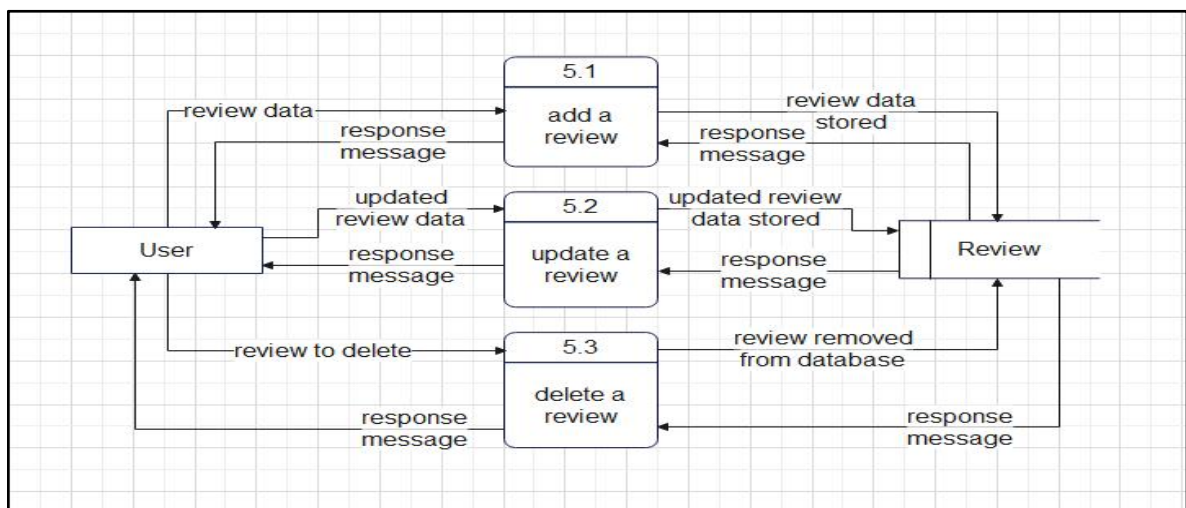 5.1
add a
review
review data
response
message
review data
stored
response
message
User
updated
review data
response
message
5.2
update a
review
updated review
data stored
response
message
Review
review to delete
response
message
5.3
delete a
review
review removed
from database
response
message